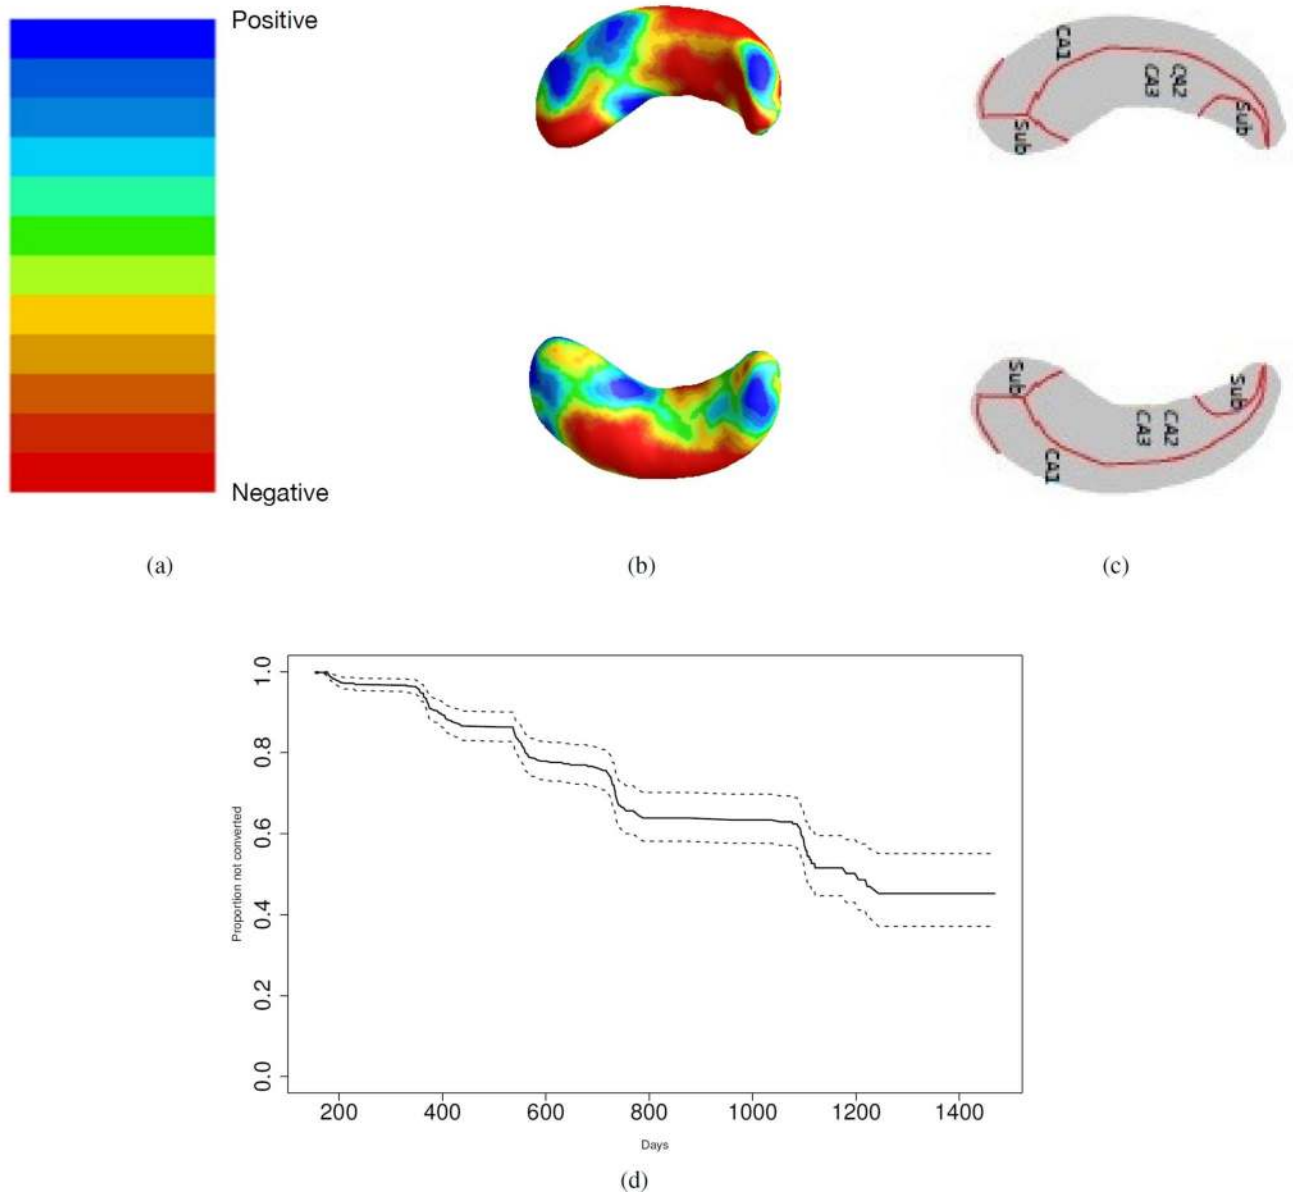 Positive
Negative
CA1
CA3
CA2
Sub
Sub
Sub
Sub
CA3
CA2
CA1
(a)
(b)
(c)
1.0
0.8
0.6
0.4
0.2
0.0
Proportion not converted
200 400 600 800 1000 1200 1400
Days
(d)